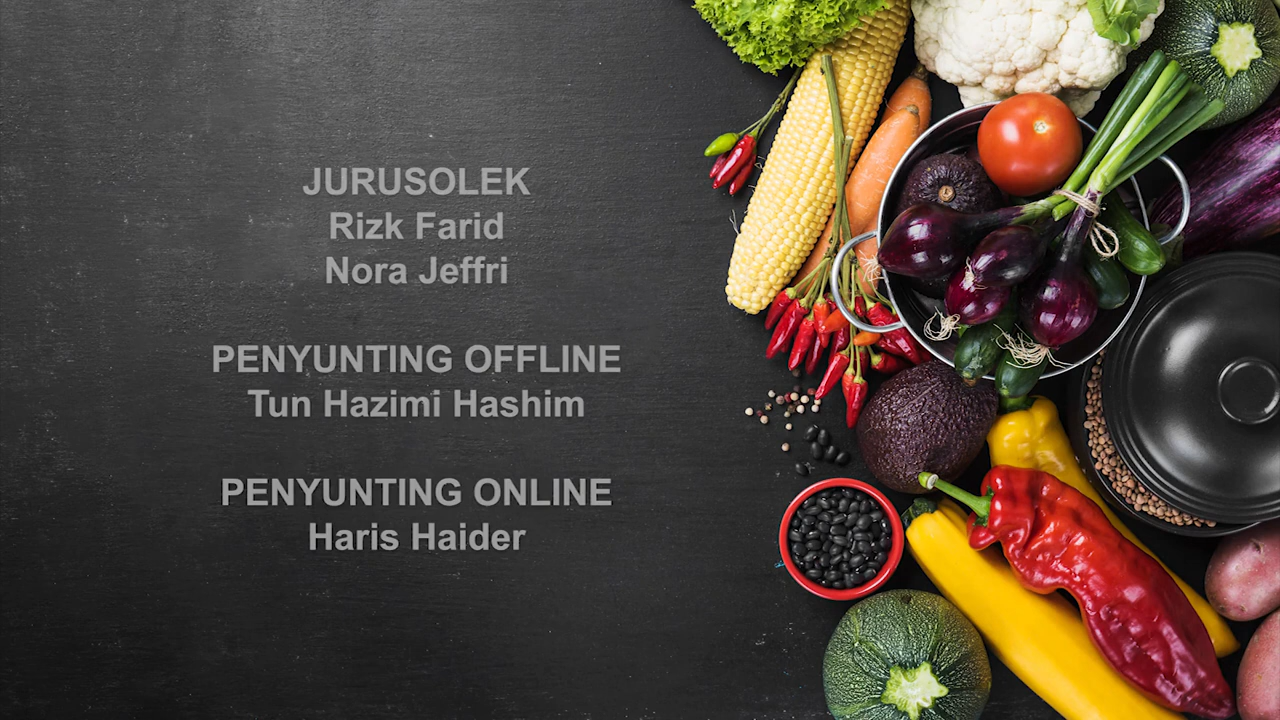 JURUSOLEK
Rizk Farid
Nora Jeffri
PENYUNTING OFFLINE
Tun Hazimi Hashim
PENYUNTING ONLINE
Haris Haider